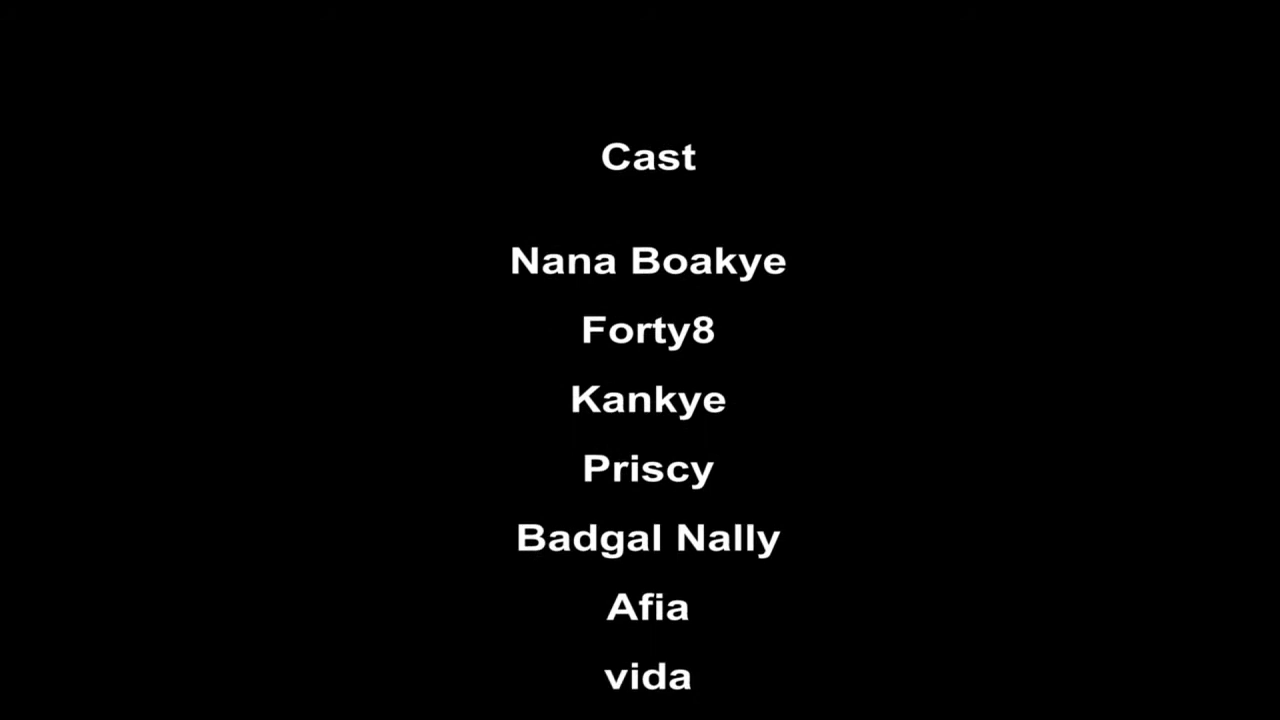 Cast
Nana Boakye
Forty8
Kankye
Priscy
Badgal Nally
Afia
vida